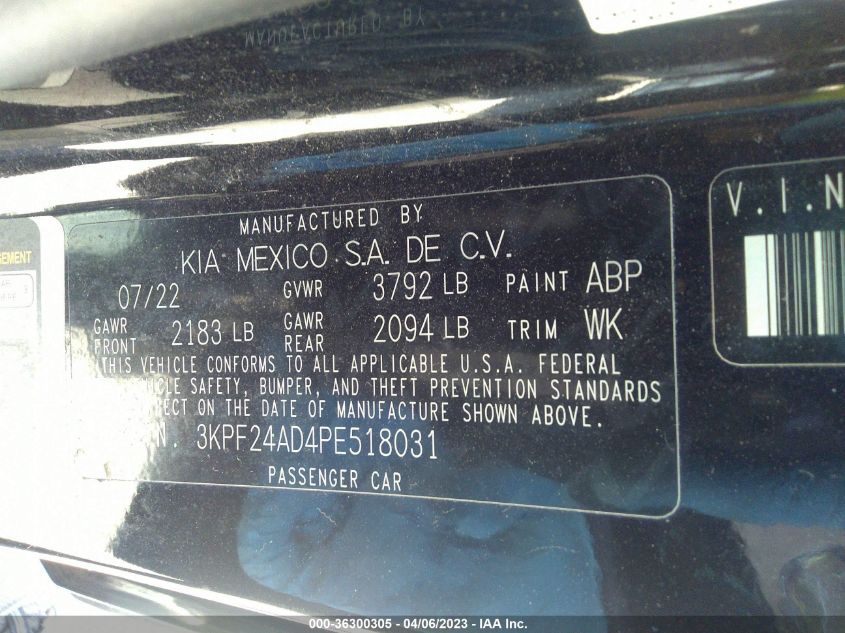 MANUFACTURED BY
MANUFACTURED BY
KIA MEXICO S.A. DE C.V.
07/22 GVWR 3792 LB PAINT ABP
GAWR FRONT 2183 LB GAWR REAR 2094 LB TRIM WK
THIS VEHICLE CONFORMS TO ALL APPLICABLE U.S.A. FEDERAL
SAFETY, BUMPER, AND THEFT PREVENTION STANDARDS
ON THE DATE OF MANUFACTURE SHOWN ABOVE.
N. 3KPF24AD4PE518031
PASSENGER CAR
V.I.N
000-36300305 - 04/06/2023 - IAA Inc.